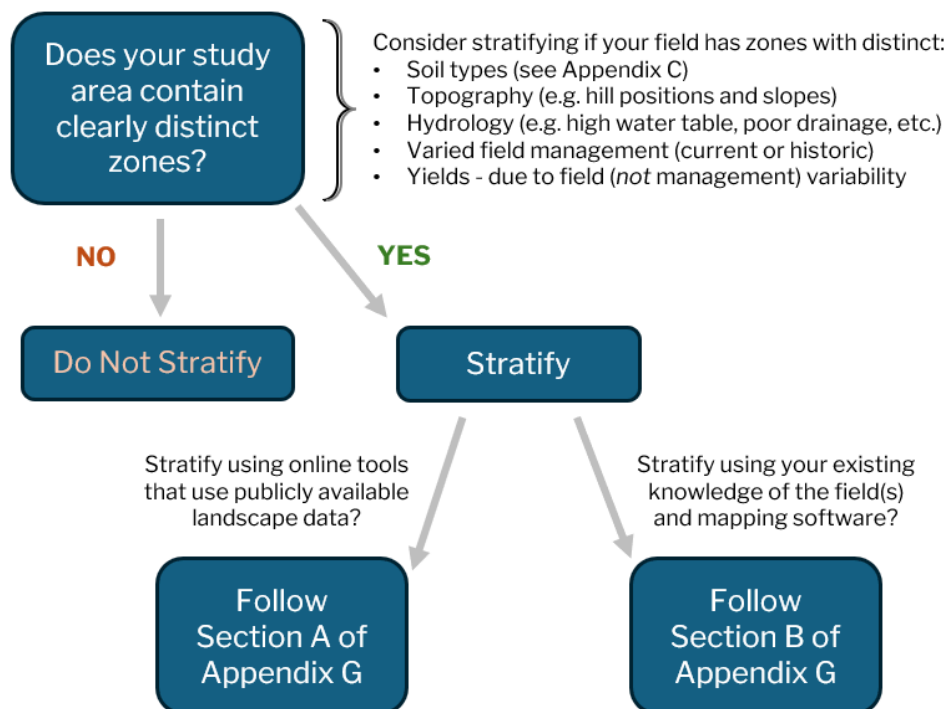 Does your study
area contain
clearly distinct
zones?
Consider stratifying if your field has zones with distinct:
• Soil types (see Appendix C)
• Topography (e.g. hill positions and slopes)
• Hydrology (e.g. high water table, poor drainage, etc.)
• Varied field management (current or historic)
• Yields - due to field (not management) variability
NO
YES
Do Not Stratify
Stratify
Stratify using online tools
that use publicly available
landscape data?
Stratify using your existing
knowledge of the field(s)
and mapping software?
Follow
Section A of
Appendix G
Follow
Section B of
Appendix G